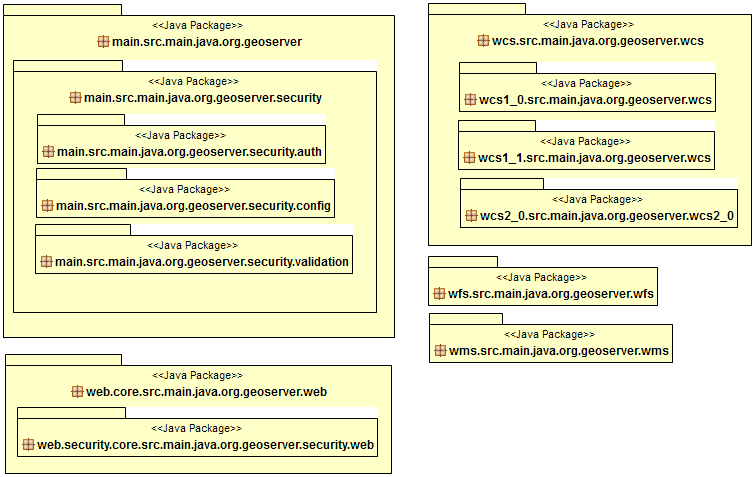 <<Java Package>>
main.src.main.java.org.geoserver
<<Java Package>>
main.src.main.java.org.geoserver.security
<<Java Package>>
main.src.main.java.org.geoserver.security.auth
<<Java Package>>
main.src.main.java.org.geoserver.security.config
<<Java Package>>
main.src.main.java.org.geoserver.security.validation
<<Java Package>>
web.core.src.main.java.org.geoserver.web
<<Java Package>>
web.security.core.src.main.java.org.geoserver.security.web
<<Java Package>>
wcs.src.main.java.org.geoserver.wcs
<<Java Package>>
wcs1_0.src.main.java.org.geoserver.wcs
<<Java Package>>
wcs1_1.src.main.java.org.geoserver.wcs
<<Java Package>>
wcs2_0.src.main.java.org.geoserver.wcs2_0
<<Java Package>>
wfs.src.main.java.org.geoserver.wfs
<<Java Package>>
wms.src.main.java.org.geoserver.wms